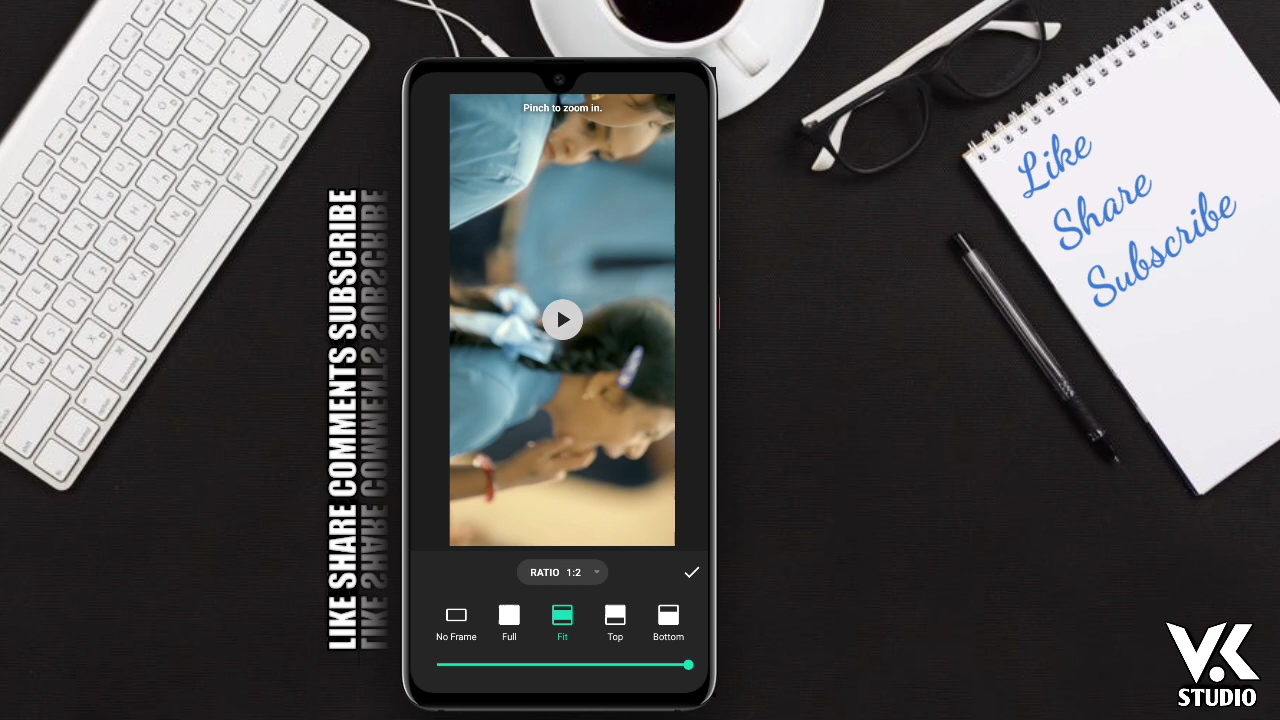 Pinch to zoom in.
LIKE SHARE COMMENTS SUBSCRIBE
Like
Share
Subscribe
RATIO 1:2
No Frame
Full
Fit
Top
Bottom
VK
STUDIO